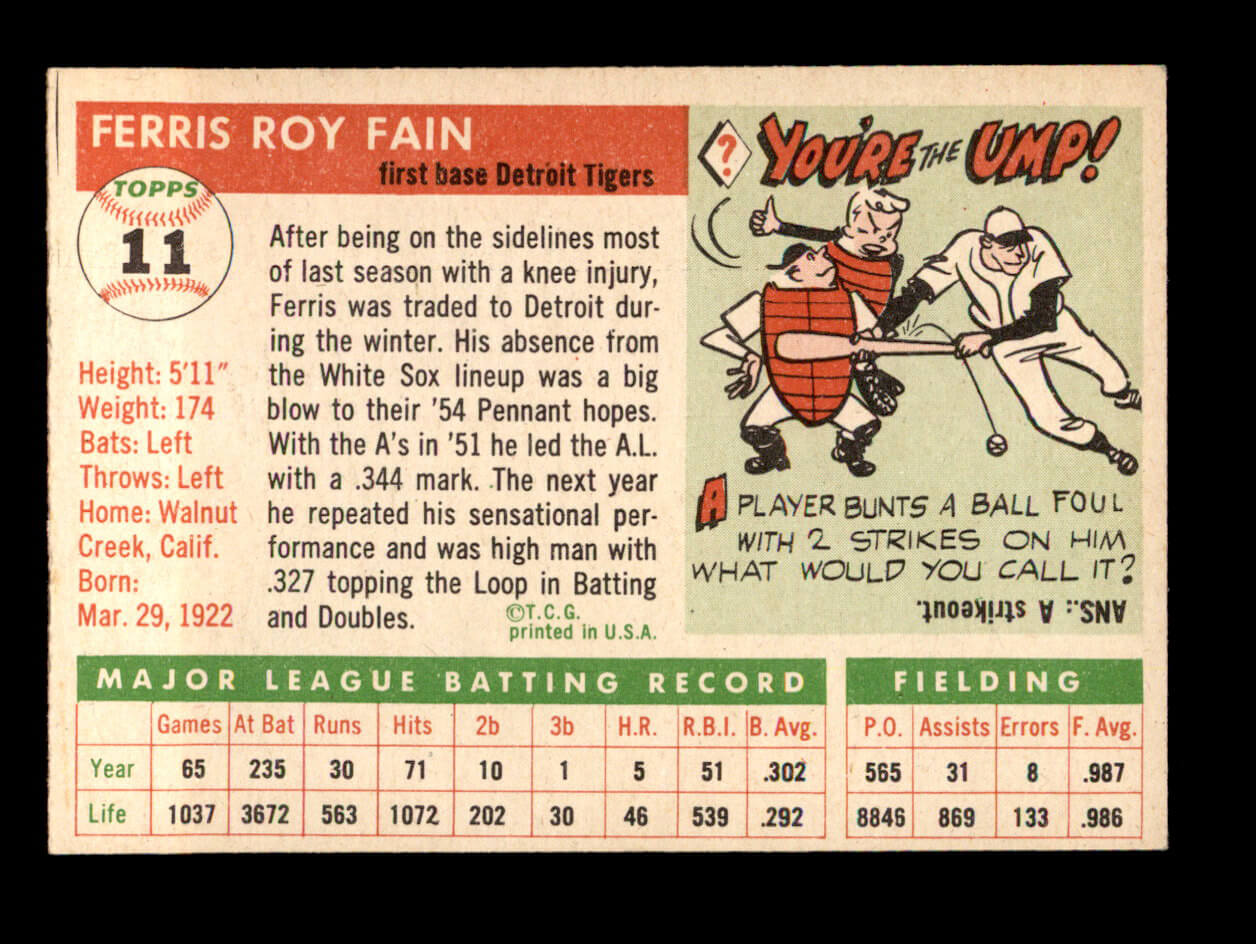 FERRIS ROY FAIN
first base Detroit Tigers
TOPPS
11
Height: 5'11"
Weight: 174
Bats: Left
Throws: Left
Home: Walnut
Creek, Calif.
Born:
Mar. 29, 1922
After being on the sidelines most
of last season with a knee injury,
Ferris was traded to Detroit dur-
ing the winter. His absence from
the White Sox lineup was a big
blow to their '54 Pennant hopes.
With the A's in '51 he led the A.L.
with a .344 mark. The next year
he repeated his sensational per-
formance and was high man with
.327 topping the Loop in Batting
and Doubles.
©T.C.G.
printed in U.S.A.
? YOU'RE THE UMP!
A PLAYER BUNTS A BALL FOUL
WITH 2 STRIKES ON HIM
WHAT WOULD YOU CALL IT?
ANS.: A strikeout.
MAJOR LEAGUE BATTING RECORD
Games At Bat Runs Hits 2b 3b H.R. R.B.I. B. Avg.
Year 65 235 30 71 10 1 5 51 .302
Life 1037 3672 563 1072 202 30 46 539 .292
FIELDING
P.O. Assists Errors F. Avg.
565 31 8 .987
8846 869 133 .986